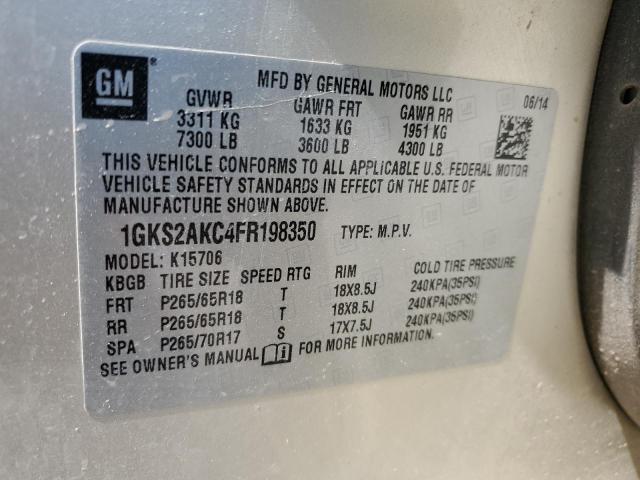 GM®
MFD BY GENERAL MOTORS LLC
GVWR GAWR FRT GAWR RR 06/14
3311 KG 1633 KG 1951 KG
7300 LB 3600 LB 4300 LB
THIS VEHICLE CONFORMS TO ALL APPLICABLE U.S. FEDERAL MOTOR
VEHICLE SAFETY STANDARDS IN EFFECT ON THE DATE OF
MANUFACTURE SHOWN ABOVE.
1GKS2AKC4FR198350 TYPE: M.P.V.
MODEL: K15706
KBGB TIRE SIZE SPEED RTG RIM COLD TIRE PRESSURE
FRT P265/65R18 T 18X8.5J 240KPA(35PSI)
RR P265/65R18 T 18X8.5J 240KPA(35PSI)
SPA P265/70R17 S 17X7.5J 240KPA(35PSI)
SEE OWNER'S MANUAL i FOR MORE INFORMATION.